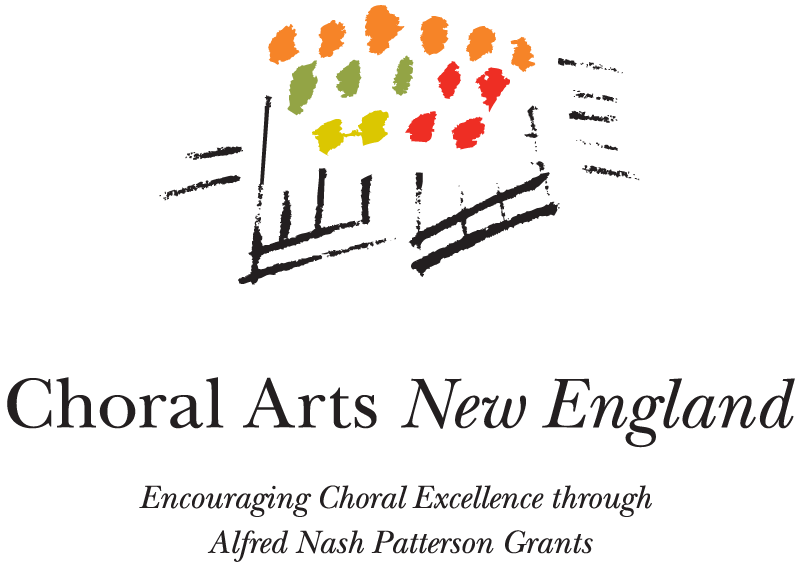 Choral Arts New England
Encouraging Choral Excellence through
Alfred Nash Patterson Grants